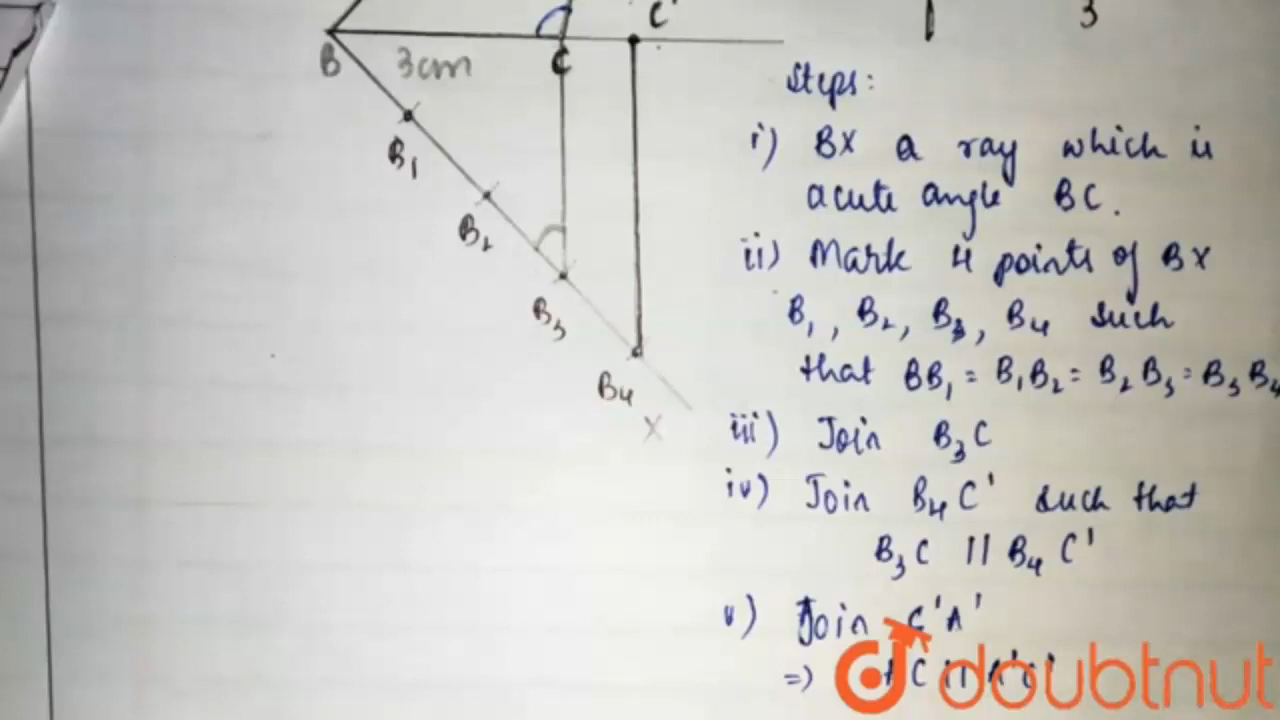 C'
3
B
3cm
C
B1
B2
B3
B4
X
Steps:
i) BX a ray which is
acute angle BC.
ii) Mark 4 points of BX
B1, B2, B3, B4 such
that BB1 = B1B2 = B2B3 = B3B4
iii) Join B3C
iv) Join B4C' such that
B3C || B4C'
v) Join C'A'
=> AC || A'C'
doubtnut